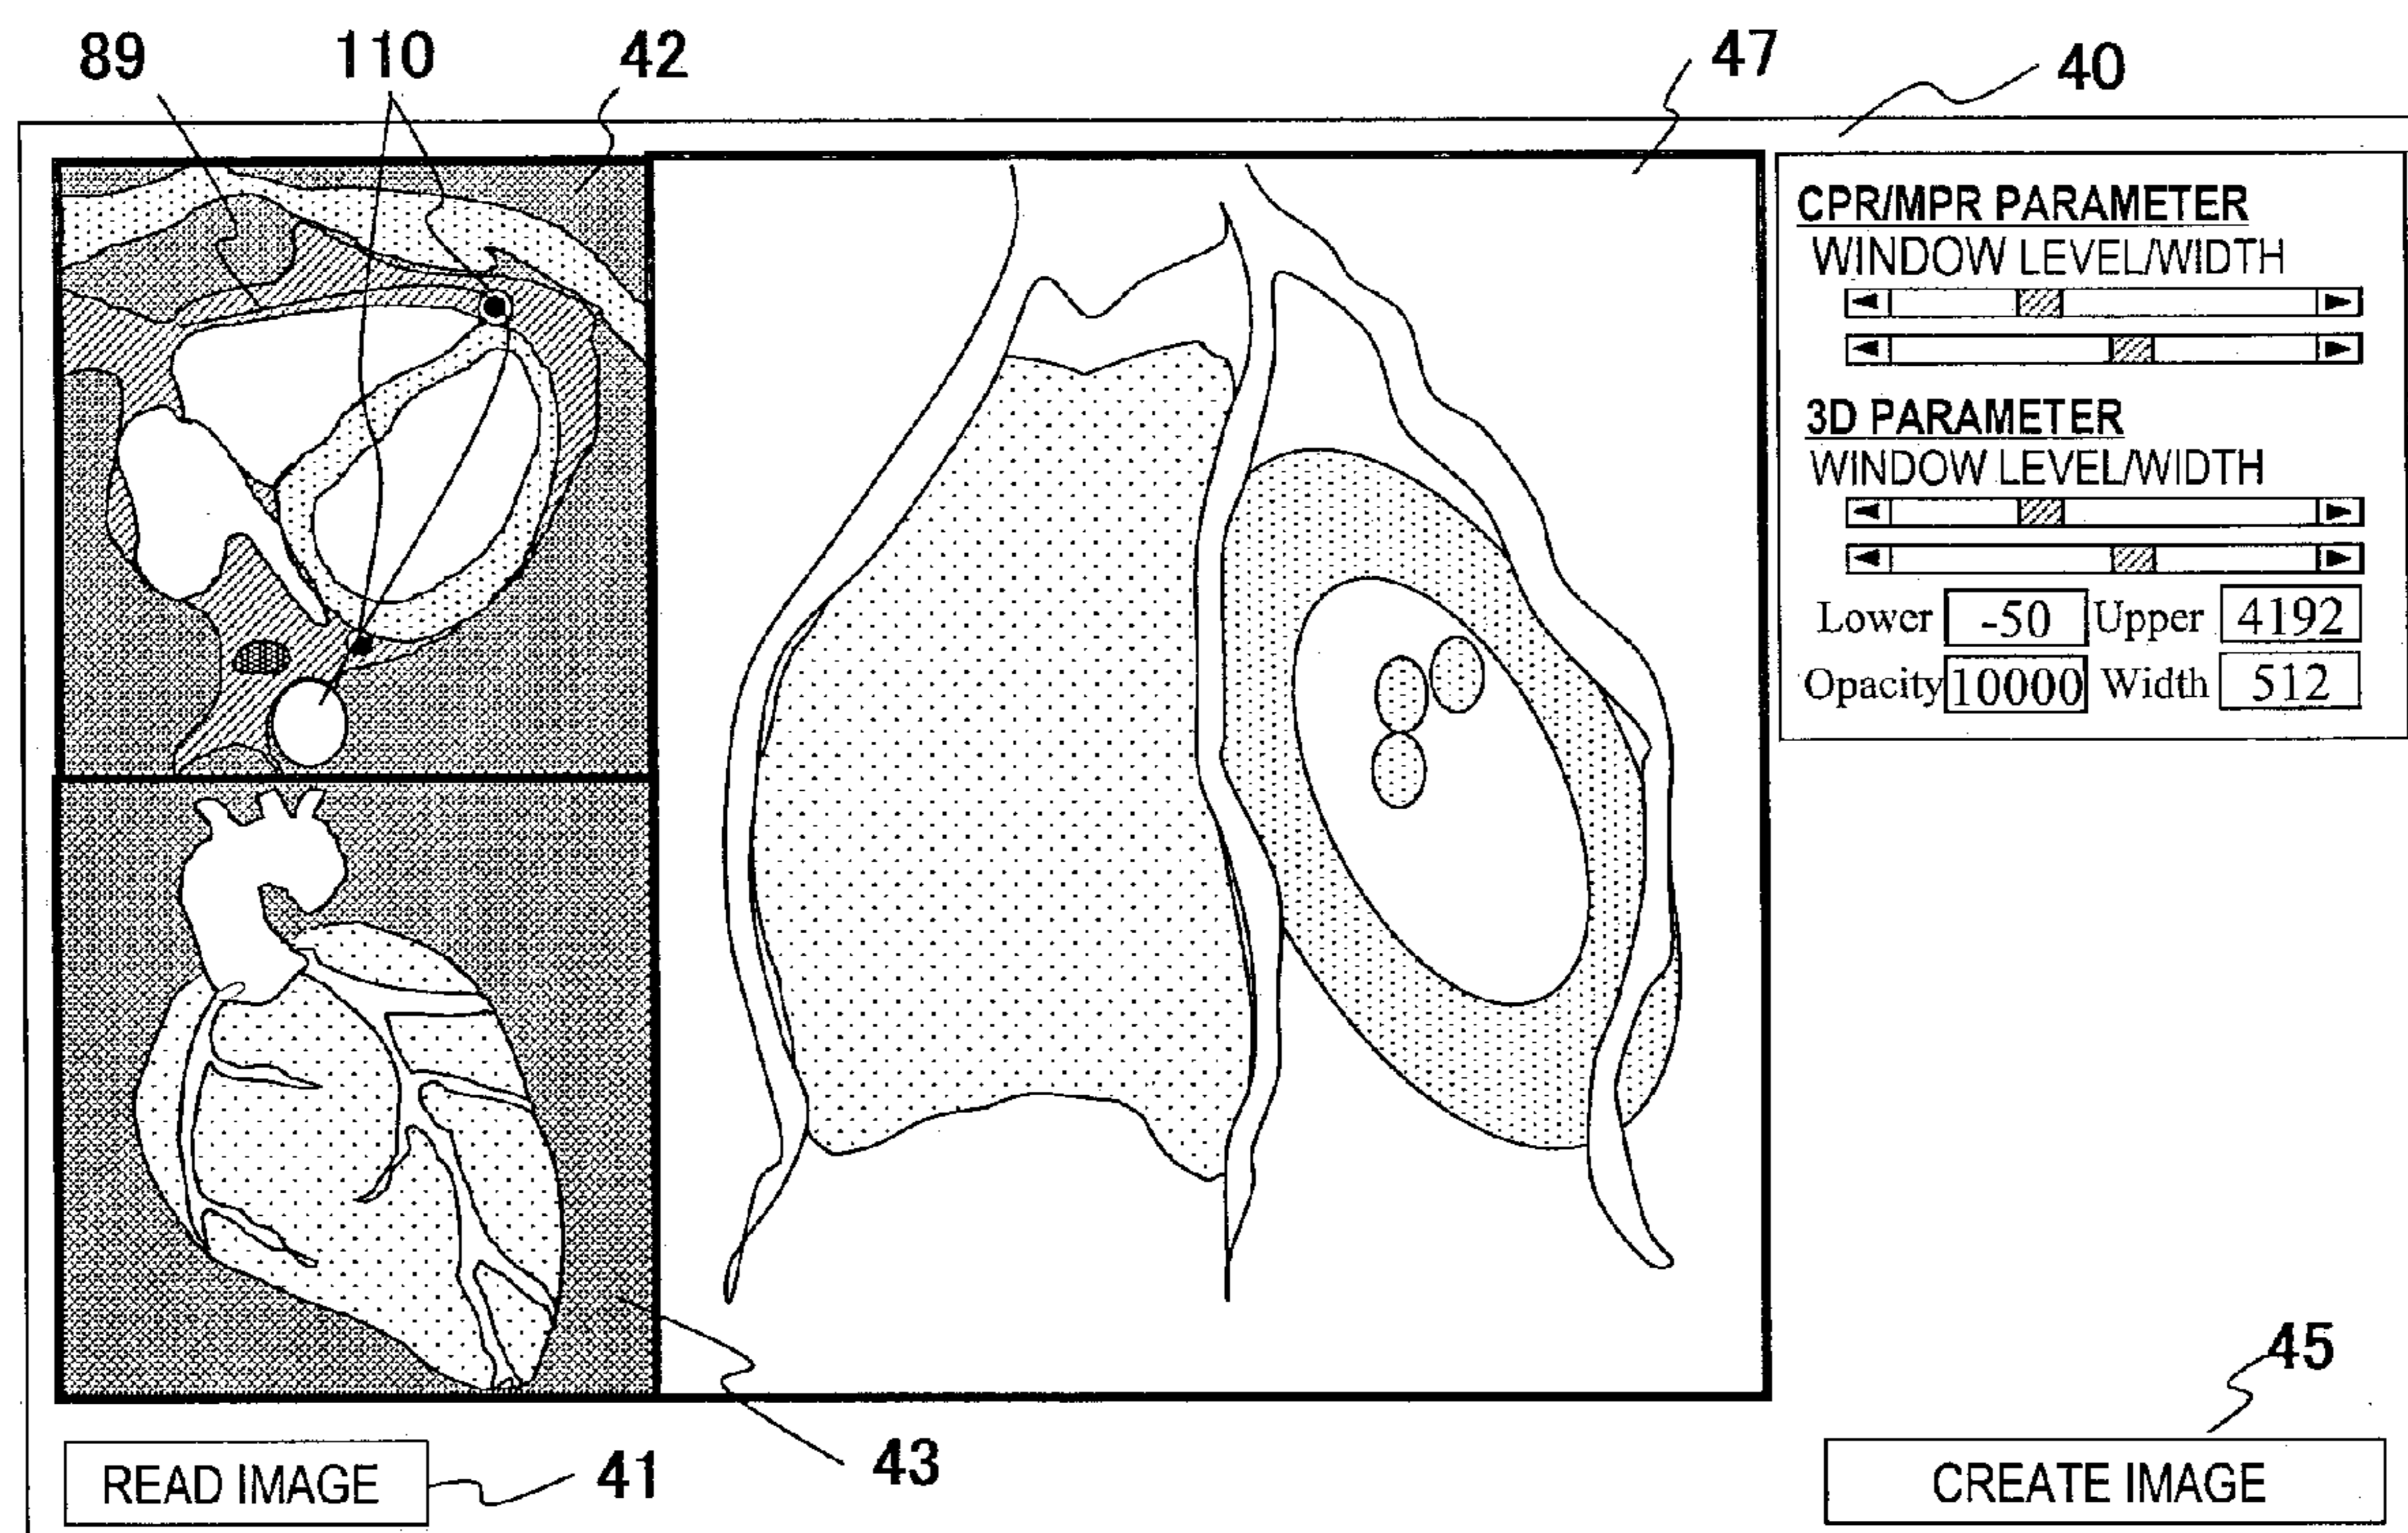 89 110 42 47 40
CPR/MPR PARAMETER
WINDOW LEVEL/WIDTH
3D PARAMETER
WINDOW LEVEL/WIDTH
Lower -50 Upper 4192
Opacity 10000 Width 512
45
43
41
READ IMAGE
CREATE IMAGE